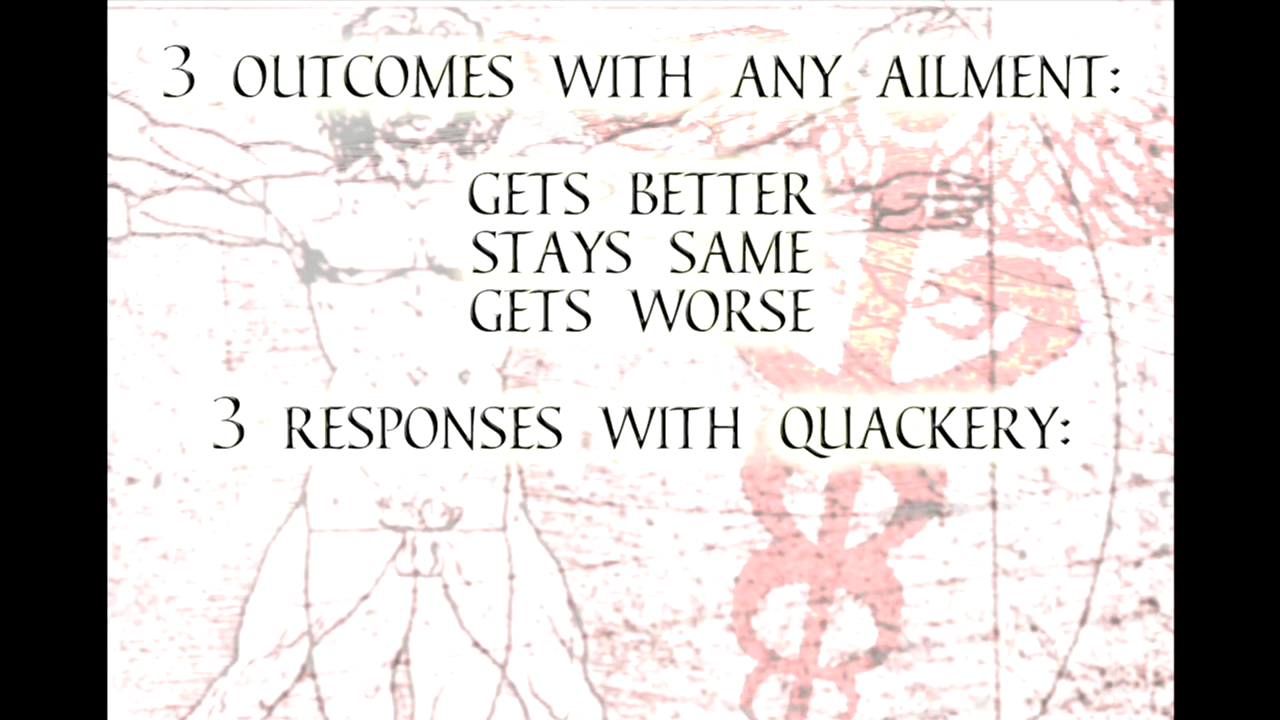 3 OUTCOMES WITH ANY AILMENT:
GETS BETTER
STAYS SAME
GETS WORSE
3 RESPONSES WITH QUACKERY: